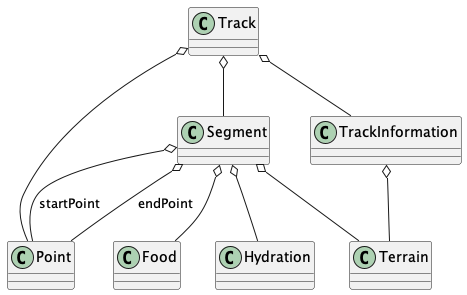 C Track
C Segment
C TrackInformation
startPoint
endPoint
C Point
C Food
C Hydration
C Terrain